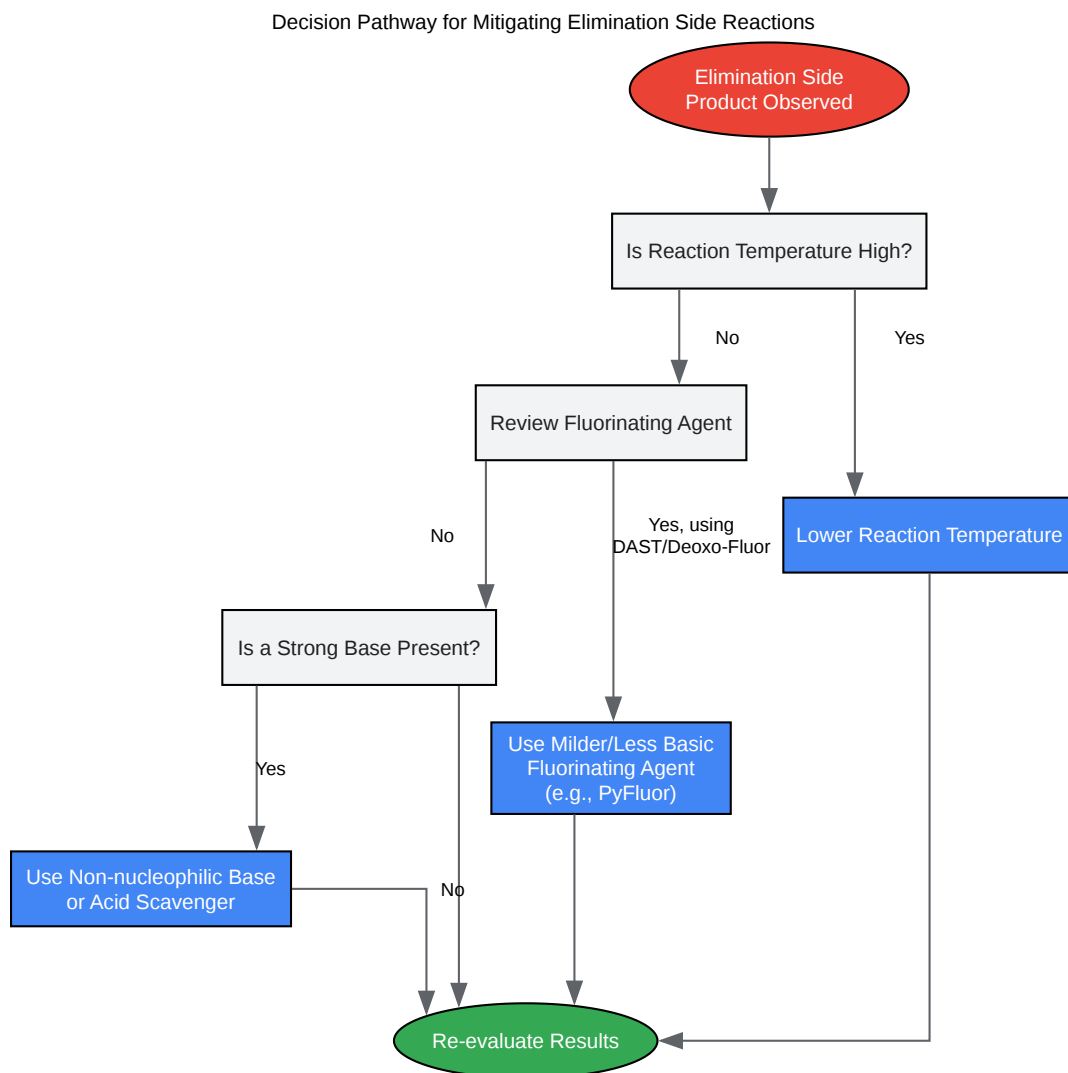 Decision Pathway for Mitigating Elimination Side Reactions
Elimination Side
Product Observed
Is Reaction Temperature High?
No
Yes
Review Fluorinating Agent
No
Yes, using
DAST/Deoxo-Fluor
Lower Reaction Temperature
Is a Strong Base Present?
Yes
Use Milder/Less Basic
Fluorinating Agent
(e.g., PyFluor)
Use Non-nucleophilic Base
or Acid Scavenger
No
Re-evaluate Results